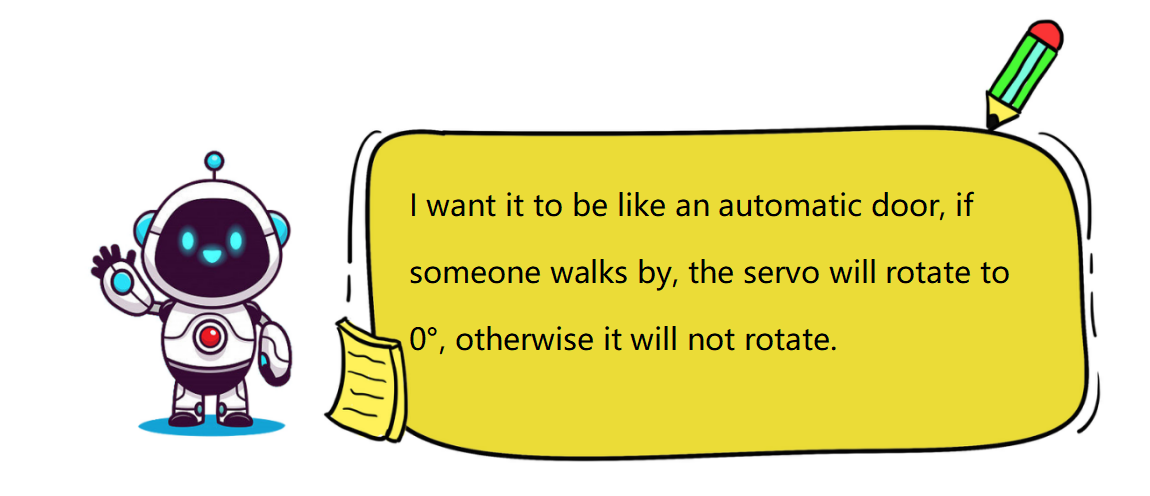 I want it to be like an automatic door, if
someone walks by, the servo will rotate to
0°, otherwise it will not rotate.